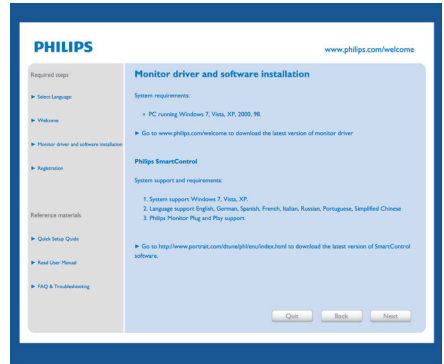 PHILIPS
www.philips.com/welcome
Required steps
► Select Language
► Welcome
► Monitor driver and software installation
► Registration
Reference materials
► Quick Setup Guide
► Read User Manual
► FAQ & Troubleshooting
Monitor driver and software installation
System requirements:
• PC running Windows 7, Vista, XP, 2000, 98.
► Go to www.philips.com/welcome to download the latest version of monitor driver
Philips SmartControl
System support and requirements:
1. System support Windows 7, Vista, XP.
2. Language support English, German, Spanish, French, Italian, Russian, Portuguese, Simplified Chinese
3. Philips Monitor Plug and Play support
► Go to http://www.portrait.com/dtune/phl/enu/index.html to download the latest version of SmartControl
software.
Quit
Back
Next